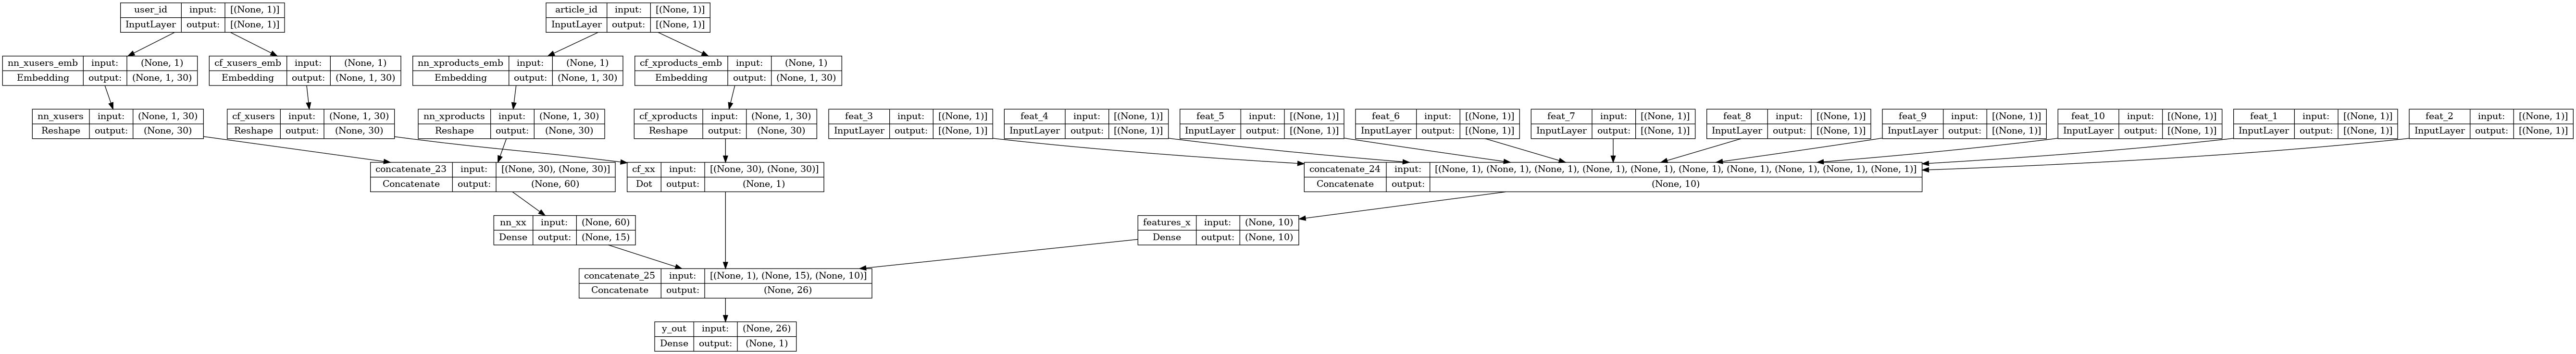 user_id input: [(None, 1)]
InputLayer output: [(None, 1)]
article_id input: [(None, 1)]
InputLayer output: [(None, 1)]
nn_xusers_emb input: (None, 1)
Embedding output: (None, 1, 30)
cf_xusers_emb input: (None, 1)
Embedding output: (None, 1, 30)
nn_xproducts_emb input: (None, 1)
Embedding output: (None, 1, 30)
cf_xproducts_emb input: (None, 1)
Embedding output: (None, 1, 30)
nn_xusers input: (None, 1, 30)
Reshape output: (None, 30)
cf_xusers input: (None, 1, 30)
Reshape output: (None, 30)
nn_xproducts input: (None, 1, 30)
Reshape output: (None, 30)
cf_xproducts input: (None, 1, 30)
Reshape output: (None, 30)
feat_3 input: [(None, 1)]
InputLayer output: [(None, 1)]
feat_4 input: [(None, 1)]
InputLayer output: [(None, 1)]
feat_5 input: [(None, 1)]
InputLayer output: [(None, 1)]
feat_6 input: [(None, 1)]
InputLayer output: [(None, 1)]
feat_7 input: [(None, 1)]
InputLayer output: [(None, 1)]
feat_8 input: [(None, 1)]
InputLayer output: [(None, 1)]
feat_9 input: [(None, 1)]
InputLayer output: [(None, 1)]
feat_10 input: [(None, 1)]
InputLayer output: [(None, 1)]
feat_1 input: [(None, 1)]
InputLayer output: [(None, 1)]
feat_2 input: [(None, 1)]
InputLayer output: [(None, 1)]
concatenate_23 input: [(None, 30), (None, 30)]
Concatenate output: (None, 60)
cf_xx input: [(None, 30), (None, 30)]
Dot output: (None, 1)
concatenate_24 input: [(None, 1), (None, 1), (None, 1), (None, 1), (None, 1), (None, 1), (None, 1), (None, 1), (None, 1), (None, 1)]
Concatenate output: (None, 10)
nn_xx input: (None, 60)
Dense output: (None, 15)
features_x input: (None, 10)
Dense output: (None, 10)
concatenate_25 input: [(None, 1), (None, 15), (None, 10)]
Concatenate output: (None, 26)
y_out input: (None, 26)
Dense output: (None, 1)